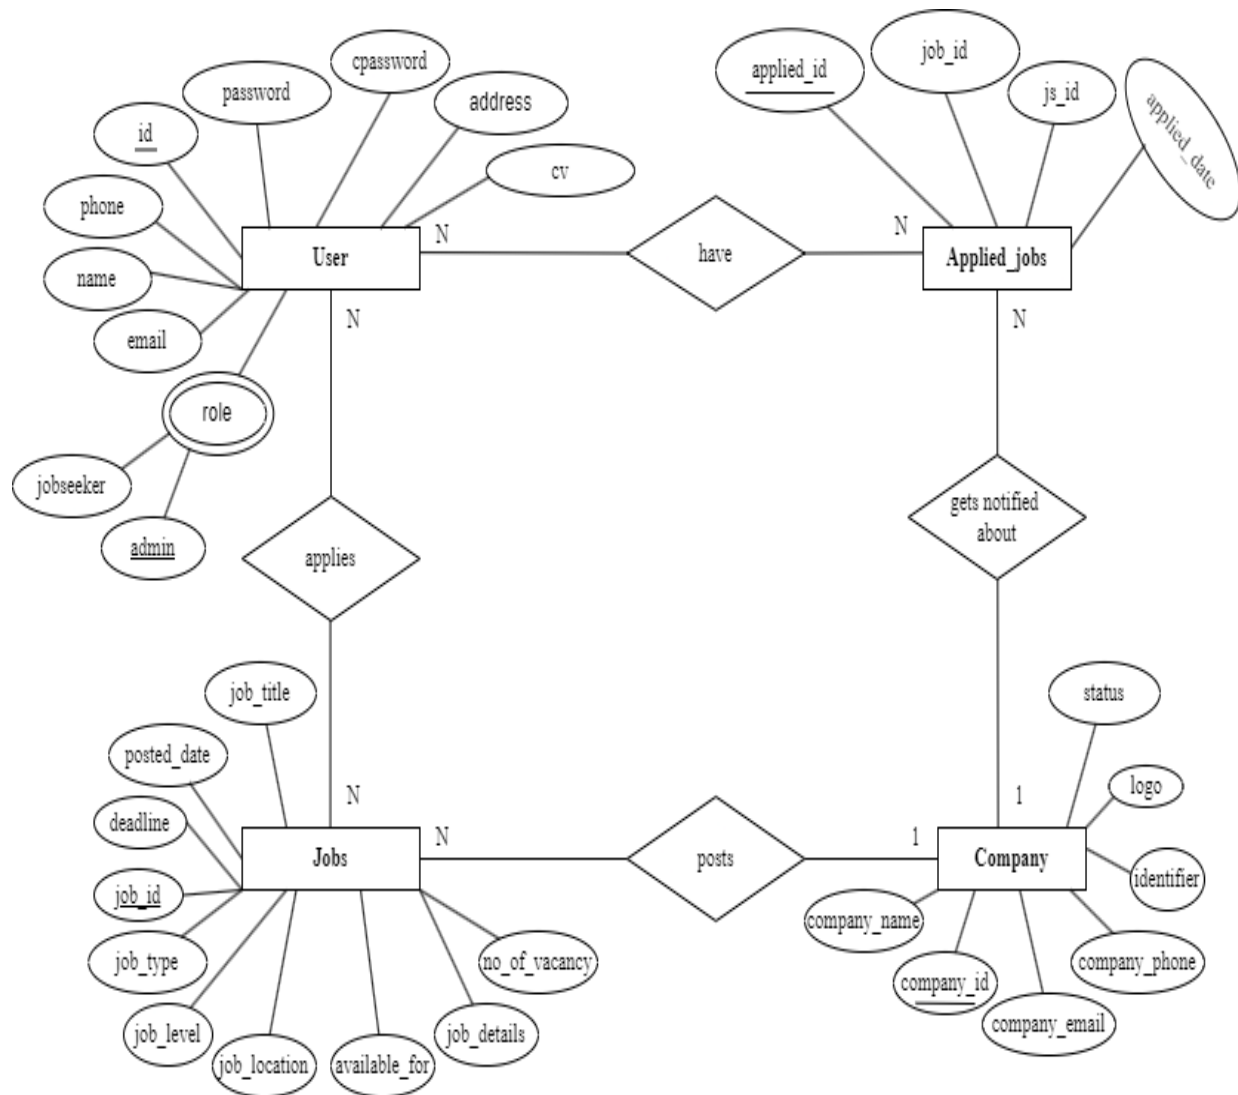 cpassword
job_id
applied_id
password
address
js_id
applied_date
id
cv
phone
N
N
User
have
Applied_jobs
name
N
N
email
role
jobseeker
gets notified
about
admin
applies
job_title
status
posted_date
logo
N
1
deadline
N
1
Jobs
posts
Company
identifier
job_id
company_name
job_type
no_of_vacancy
company_phone
company_id
job_level
job_details
company_email
job_location
available_for